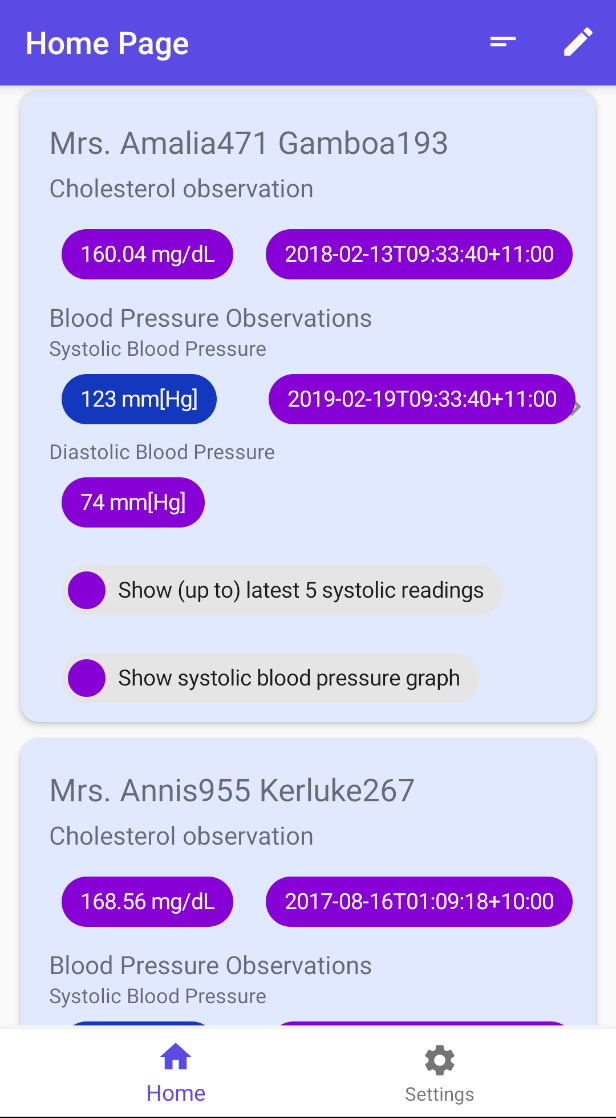 Home Page
Mrs. Amalia471 Gamboa193
Cholesterol observation
160.04 mg/dL 2018-02-13T09:33:40+11:00
Blood Pressure Observations
Systolic Blood Pressure
123 mm[Hg] 2019-02-19T09:33:40+11:00
Diastolic Blood Pressure
74 mm[Hg]
Show (up to) latest 5 systolic readings
Show systolic blood pressure graph
Mrs. Annis955 Kerluke267
Cholesterol observation
168.56 mg/dL 2017-08-16T01:09:18+10:00
Blood Pressure Observations
Systolic Blood Pressure
Home Settings